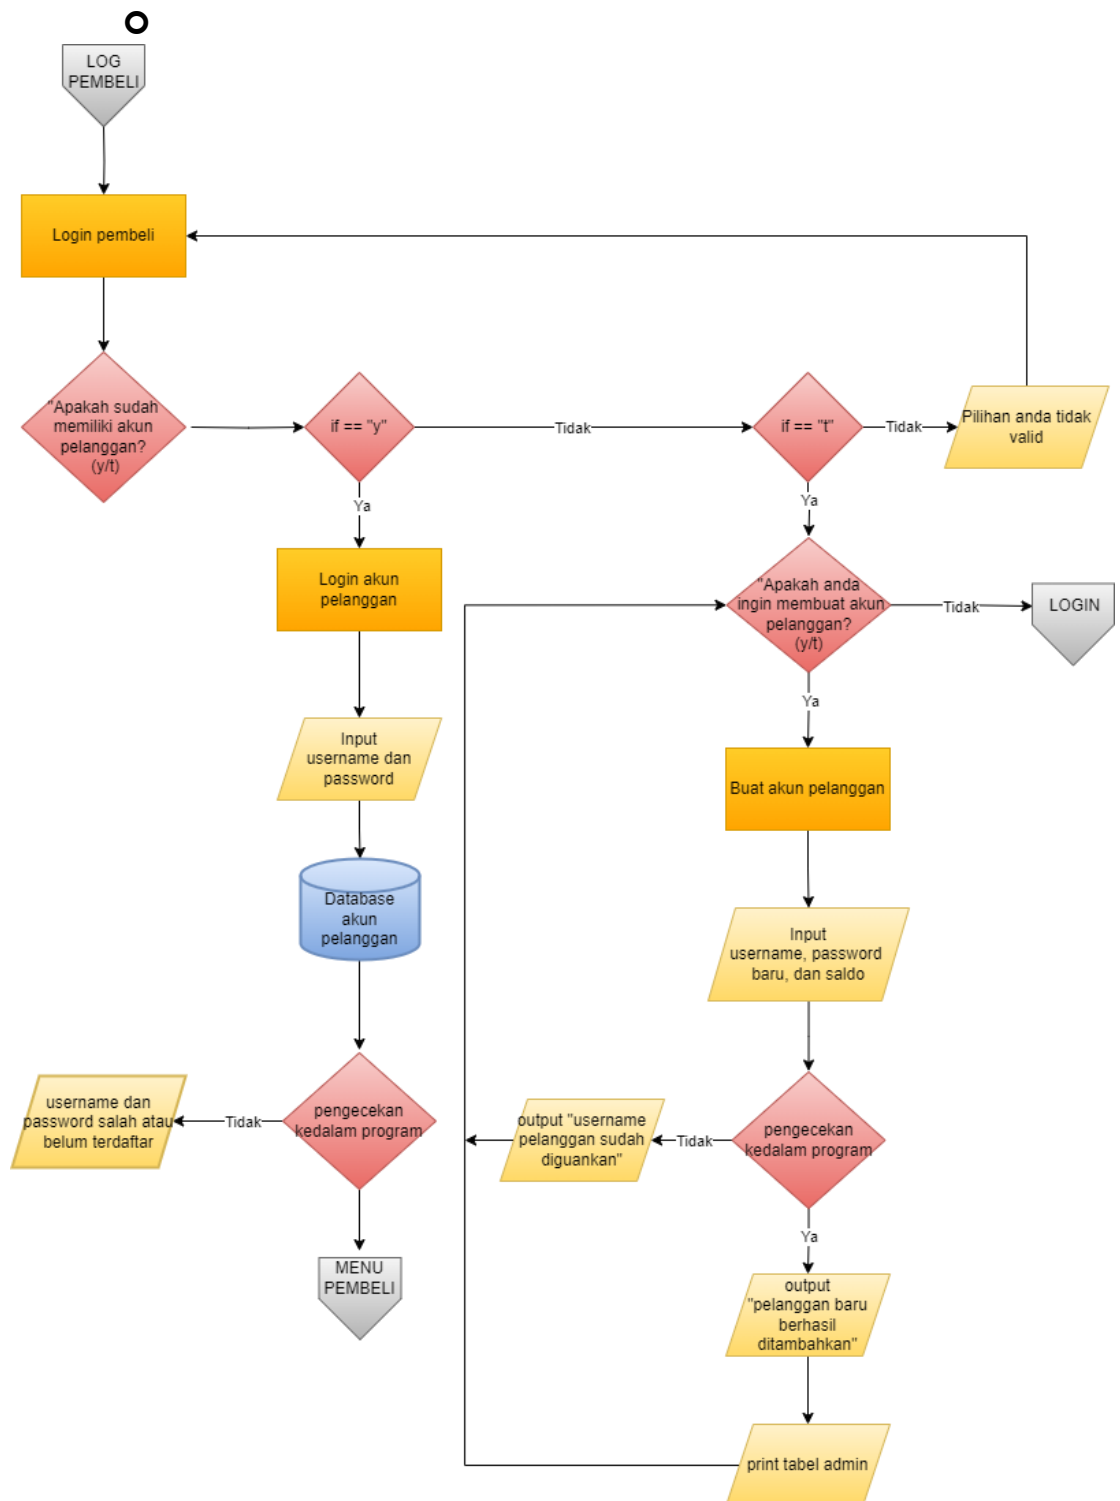 LOG
PEMBELI
Login pembeli
"Apakah sudah
memiliki akun
pelanggan?
(y/t)
if == "y"
Tidak
if == "t"
Tidak
Pilihan anda tidak
valid
Ya
Ya
Login akun
pelanggan
"Apakah anda
ingin membuat akun
pelanggan?
(y/t)
Tidak
LOGIN
Ya
Input
username dan
password
Buat akun pelanggan
Database
akun
pelanggan
Input
username, password
baru, dan saldo
username dan
password salah atau
belum terdaftar
Tidak
pengecekan
kedalam program
output "username
pelanggan sudah
diguankan"
Tidak
pengecekan
kedalam program
Ya
MENU
PEMBELI
output
"pelanggan baru
berhasil
ditambahkan"
print tabel admin